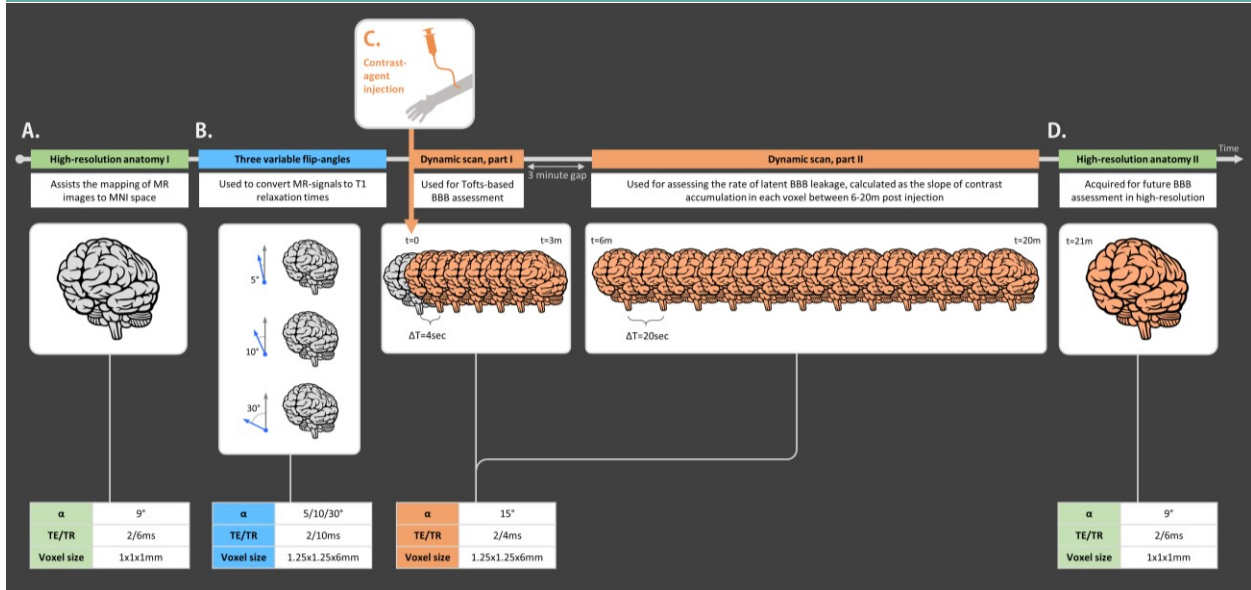 C.
Contrast-
agent
injection
A.
B.
D.
High-resolution anatomy I
Three variable flip-angles
Dynamic scan, part I
3 minute gap
Dynamic scan, part II
High-resolution anatomy II
Time
Assists the mapping of MR
images to MNI space
Used to convert MR-signals to T1
relaxation times
Used for Tofts-based
BBB assessment
Used for assessing the rate of latent BBB leakage, calculated as the slope of contrast
accumulation in each voxel between 6-20m post injection
Acquired for future BBB
assessment in high-resolution
5°
10°
30°
t=0
t=3m
ΔT=4sec
t=6m
t=20m
ΔT=20sec
t=21m
α 9°
TE/TR 2/6ms
Voxel size 1x1x1mm
α 5/10/30°
TE/TR 2/10ms
Voxel size 1.25x1.25x6mm
α 15°
TE/TR 2/4ms
Voxel size 1.25x1.25x6mm
α 9°
TE/TR 2/6ms
Voxel size 1x1x1mm